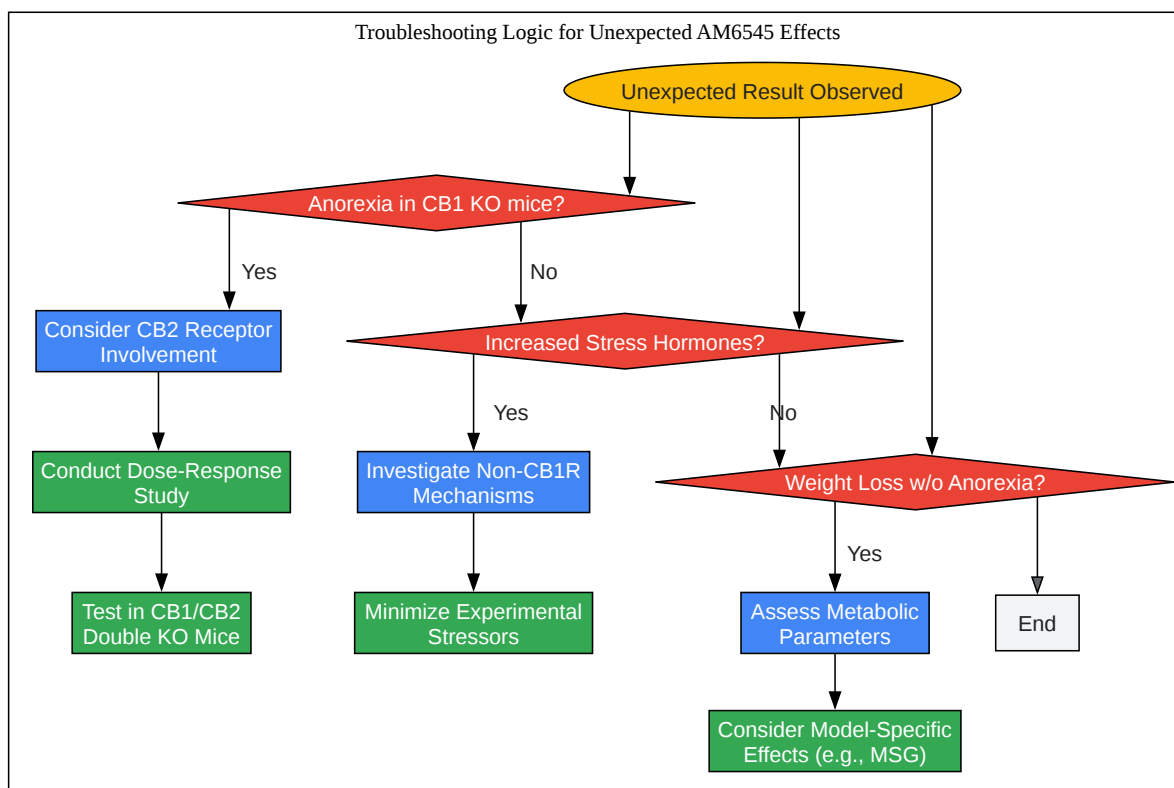 Troubleshooting Logic for Unexpected AM6545 Effects
Unexpected Result Observed
Anorexia in CB1 KO mice?
Yes
No
Consider CB2 Receptor
Involvement
Increased Stress Hormones?
Yes
No
Conduct Dose-Response
Study
Investigate Non-CB1R
Mechanisms
Weight Loss w/o Anorexia?
Yes
Test in CB1/CB2
Double KO Mice
Minimize Experimental
Stressors
Assess Metabolic
Parameters
End
Consider Model-Specific
Effects (e.g., MSG)